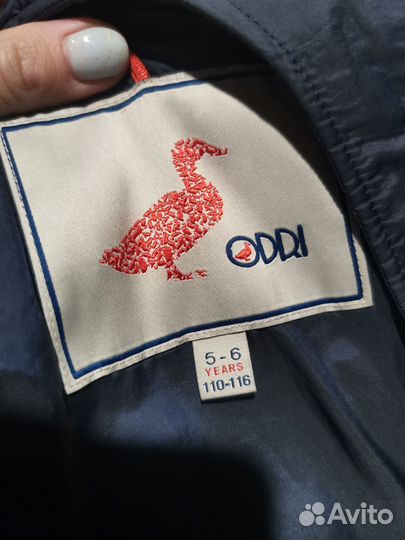 ODRI
5-6
YEARS
110-116
Avito